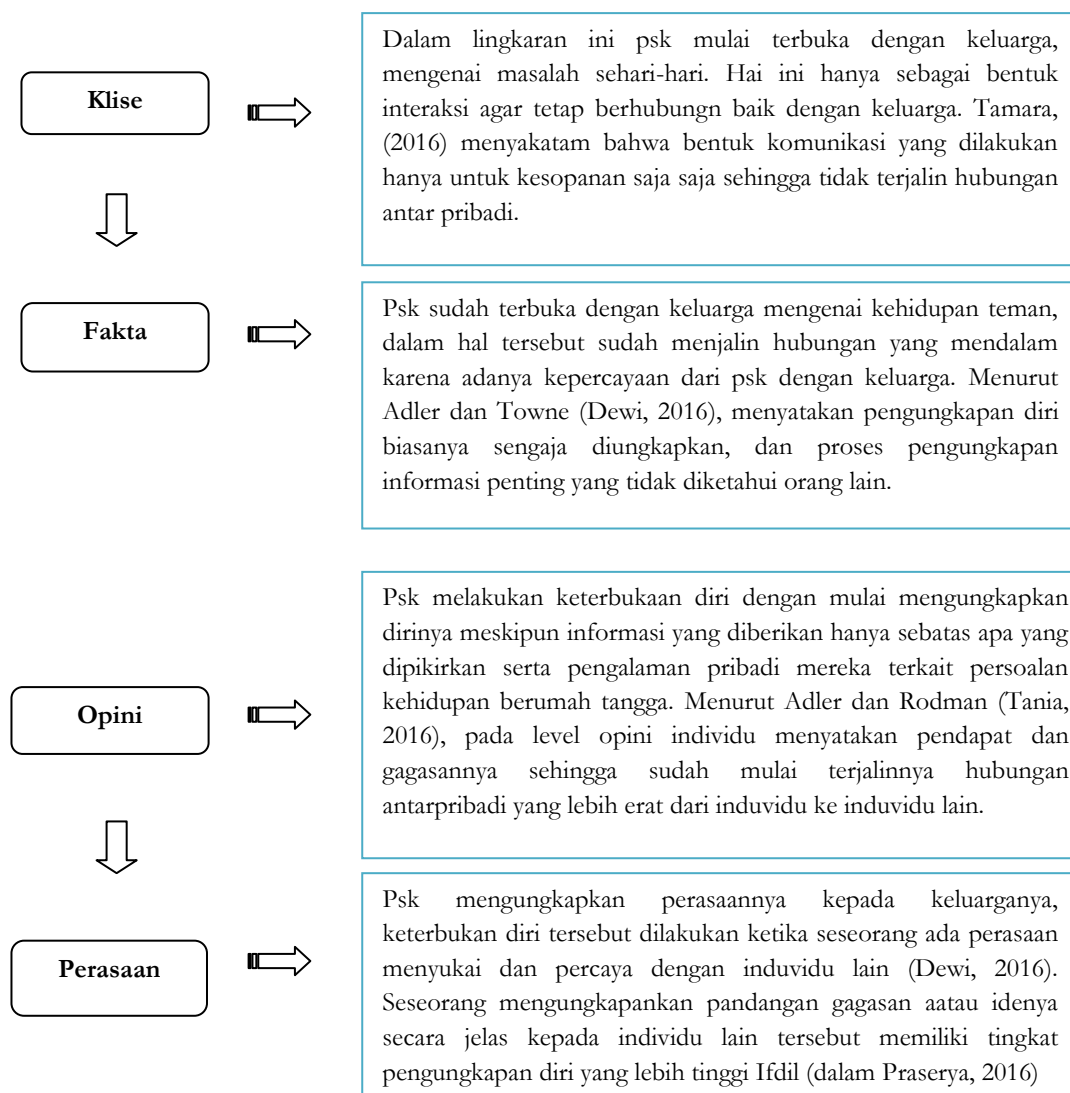 Klise
Dalam lingkaran ini psk mulai terbuka dengan keluarga,
mengenai masalah sehari-hari. Hai ini hanya sebagai bentuk
interaksi agar tetap berhubungn baik dengan keluarga. Tamara,
(2016) menyakatam bahwa bentuk komunikasi yang dilakukan
hanya untuk kesopanan saja saja sehingga tidak terjalin hubungan
antar pribadi.
Fakta
Psk sudah terbuka dengan keluarga mengenai kehidupan teman,
dalam hal tersebut sudah menjalin hubungan yang mendalam
karena adanya kepercayaan dari psk dengan keluarga. Menurut
Adler dan Towne (Dewi, 2016), menyatakan pengungkapan diri
biasanya sengaja diungkapkan, dan proses pengungkapan
informasi penting yang tidak diketahui orang lain.
Opini
Psk melakukan keterbukaan diri dengan mulai mengungkapkan
dirinya meskipun informasi yang diberikan hanya sebatas apa yang
dipikirkan serta pengalaman pribadi mereka terkait persoalan
kehidupan berumah tangga. Menurut Adler dan Rodman (Tania,
2016), pada level opini individu menyatakan pendapat dan
gagasannya sehingga sudah mulai terjalinnya hubungan
antarpribadi yang lebih erat dari induvidu ke induvidu lain.
Perasaan
Psk mengungkapkan perasaannya kepada keluarganya,
keterbukan diri tersebut dilakukan ketika seseorang ada perasaan
menyukai dan percaya dengan induvidu lain (Dewi, 2016).
Seseorang mengungkapankan pandangan gagasan aatau idenya
secara jelas kepada individu lain tersebut memiliki tingkat
pengungkapan diri yang lebih tinggi Ifdil (dalam Praserya, 2016)